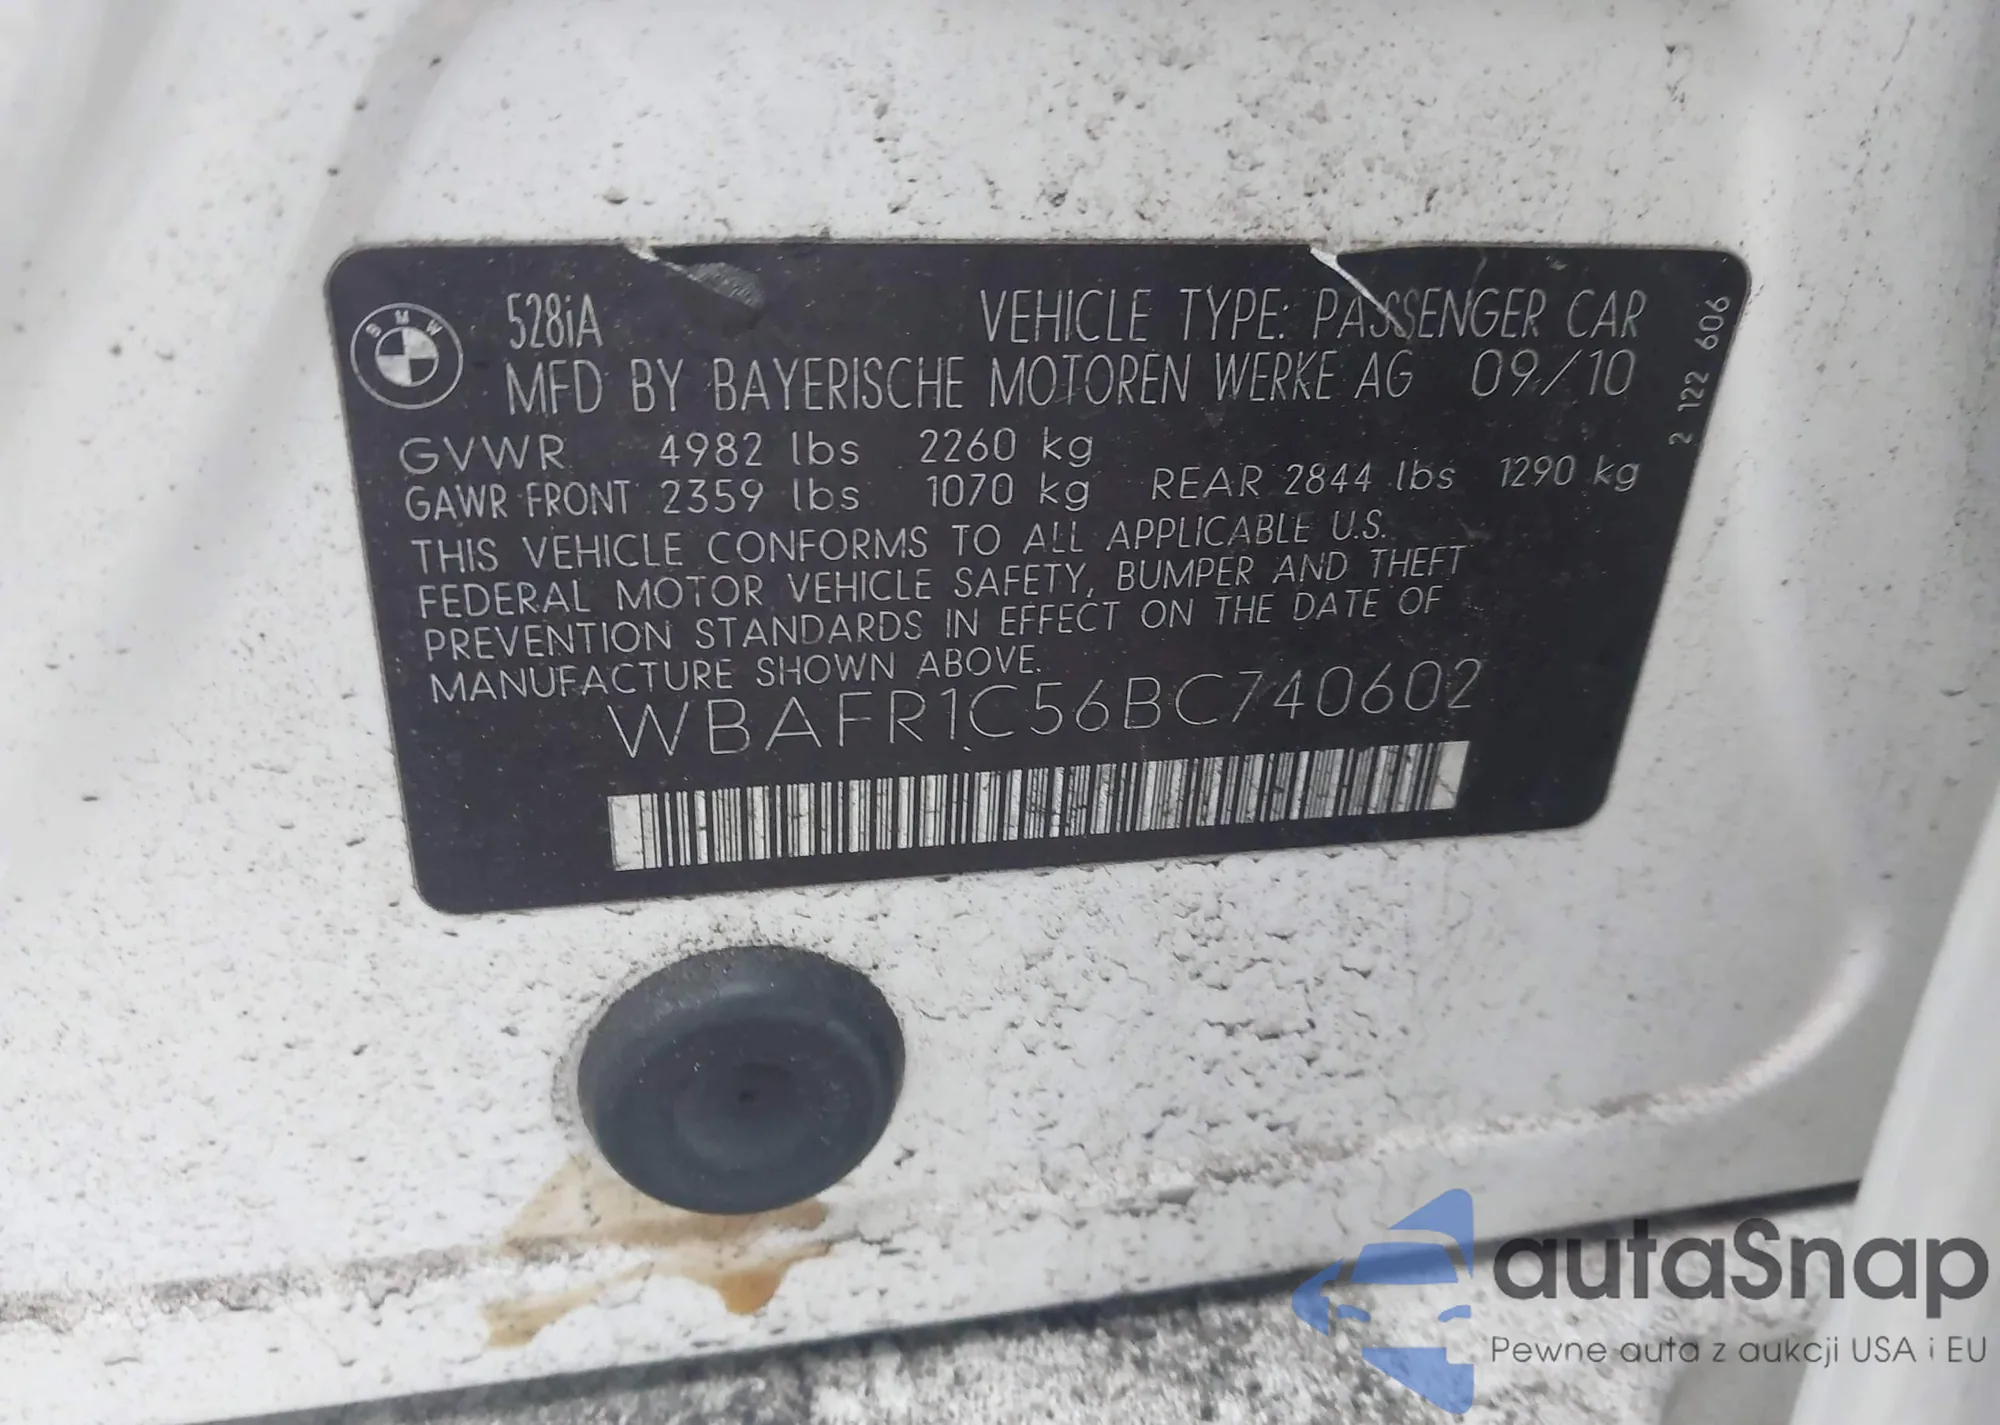 BMW
528iA VEHICLE TYPE: PASSENGER CAR
MFD BY BAYERISCHE MOTOREN WERKE AG 09/10
GVWR 4982 lbs 2260 kg
GAWR FRONT 2359 lbs 1070 kg REAR 2844 lbs 1290 kg
THIS VEHICLE CONFORMS TO ALL APPLICABLE U.S.
FEDERAL MOTOR VEHICLE SAFETY, BUMPER AND THEFT
PREVENTION STANDARDS IN EFFECT ON THE DATE OF
MANUFACTURE SHOWN ABOVE.
WBAFR1C56BC740602
2 122 606
autaSnap
Pewne auta z aukcji USA i EU